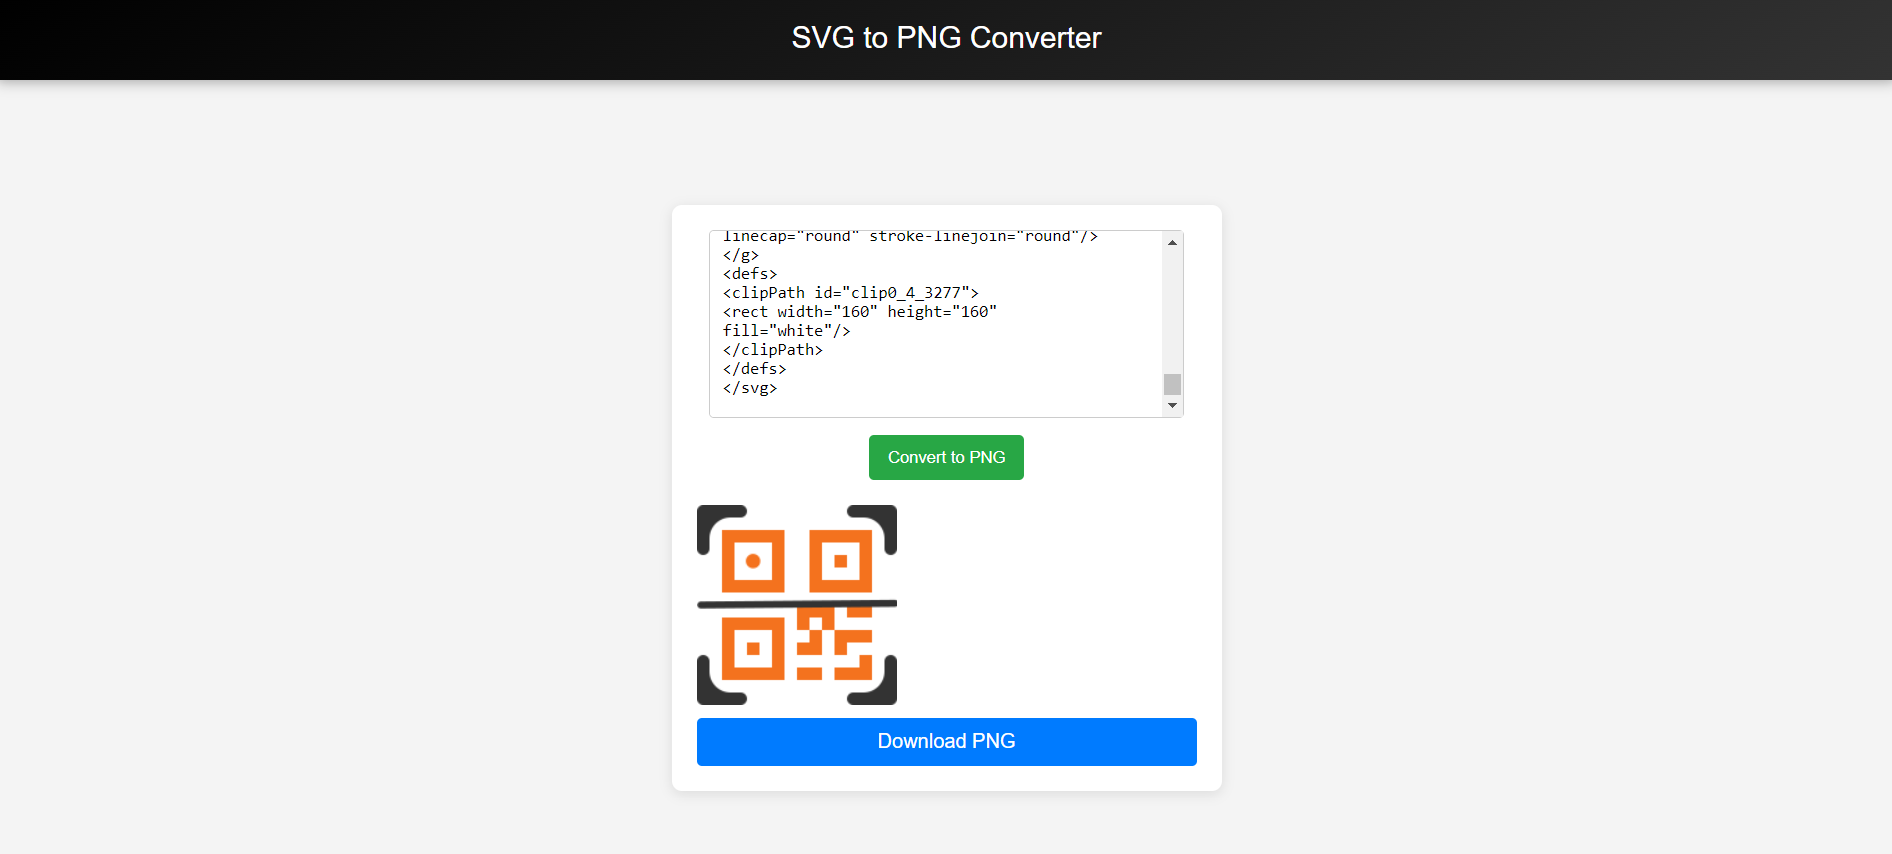 SVG to PNG Converter
linecap="round" stroke-linejoin="round"/>
</g>
<defs>
<clipPath id="clip0_4_3277">
<rect width="160" height="160"
fill="white"/>
</clipPath>
</defs>
</svg>
Convert to PNG
Download PNG